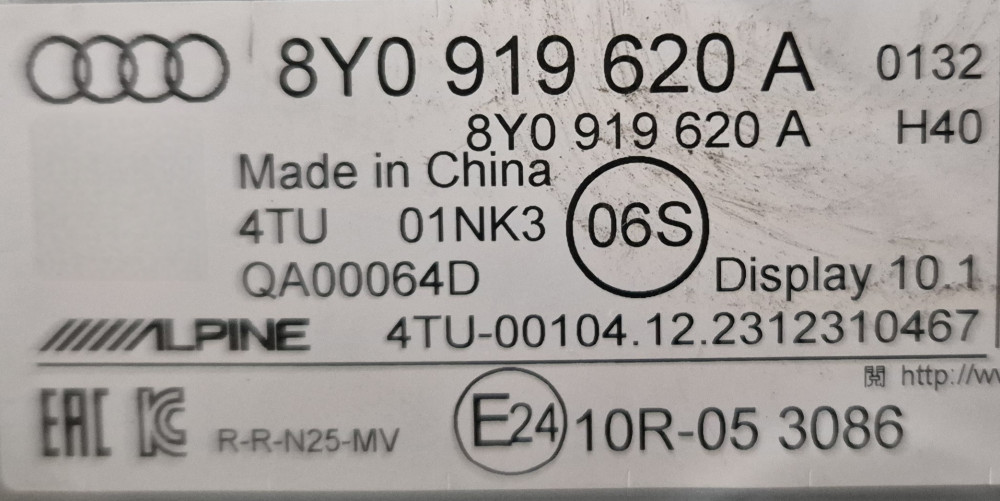 8Y0 919 620 A 0132
8Y0 919 620 A H40
Made in China
4TU 01NK3 06S
QA00064D Display 10.1
ALPINE 4TU-00104.12.2312310467
http://w
EAC KC R-R-N25-MV E24 10R-05 3086